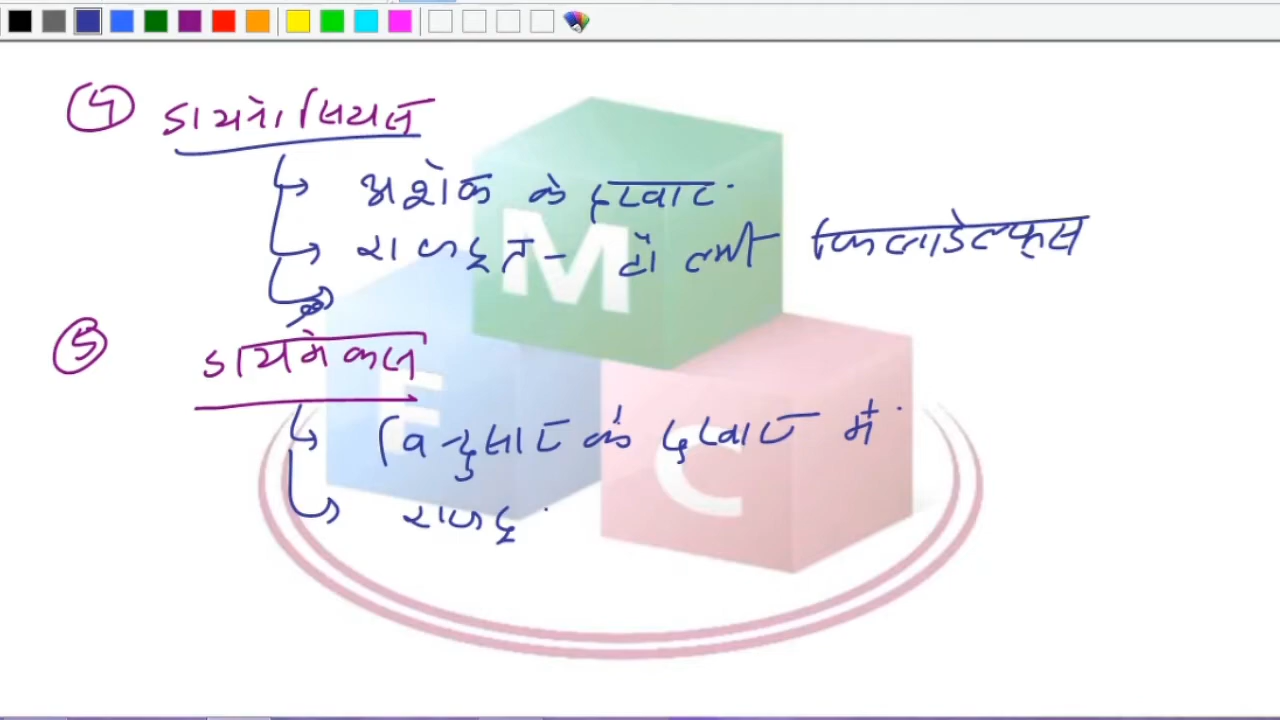 4 डायनोसियस
अशोक के दरबार
राजदूत - टॉलमी फिलाडेल्फस
5 डायमेकस
बिन्दुसार के दरबार में
राजदू
M
E
C